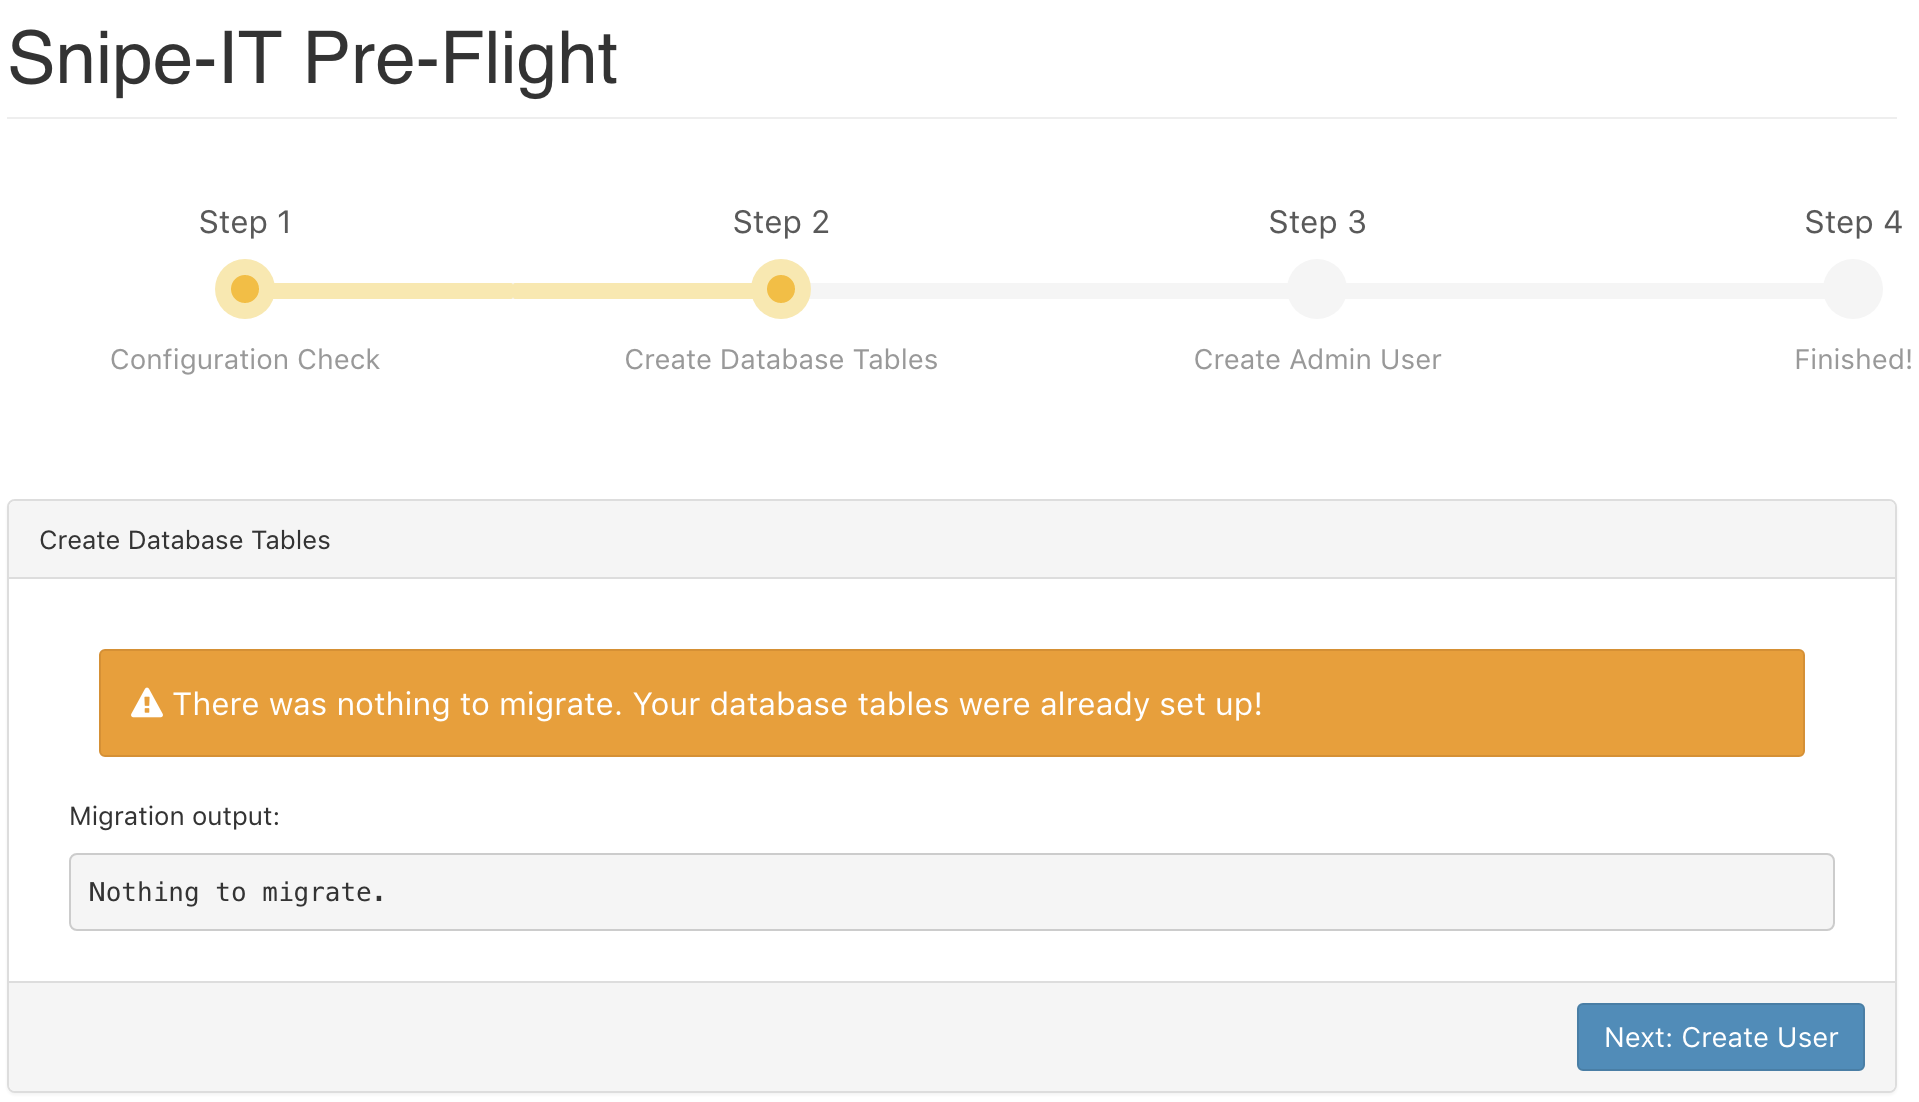 Snipe-IT Pre-Flight
Step 1
Step 2
Step 3
Step 4
Configuration Check
Create Database Tables
Create Admin User
Finished!
Create Database Tables
There was nothing to migrate. Your database tables were already set up!
Migration output:
Nothing to migrate.
Next: Create User